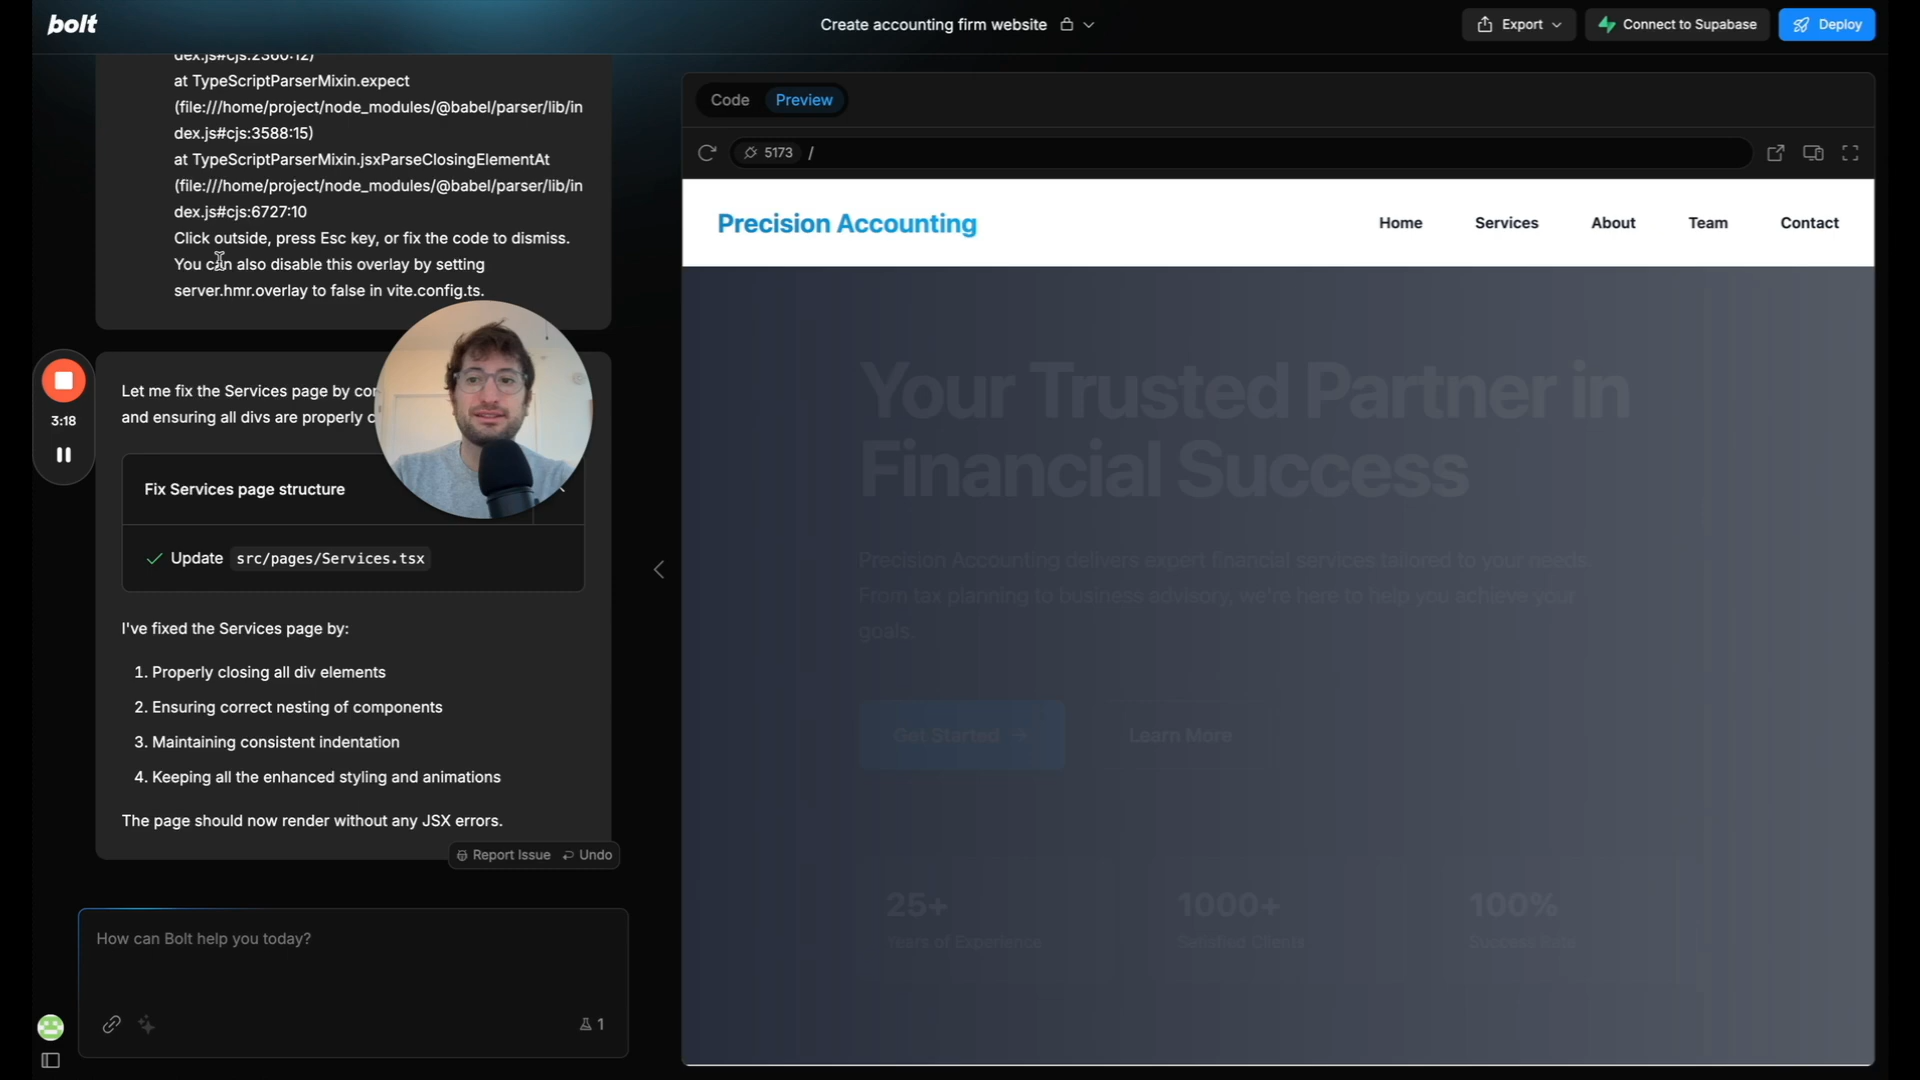 bolt
Create accounting firm website
Export
Connect to Supabase
Deploy
dex.js#cjs:2360:12)
at TypeScriptParserMixin.expect
(file:///home/project/node_modules/@babel/parser/lib/in
dex.js#cjs:3588:15)
at TypeScriptParserMixin.jsxParseClosingElementAt
(file:///home/project/node_modules/@babel/parser/lib/in
dex.js#cjs:6727:10
Click outside, press Esc key, or fix the code to dismiss.
You can also disable this overlay by setting
server.hmr.overlay to false in vite.config.ts.
3:18
Let me fix the Services page by
and ensuring all divs are properly
Fix Services page structure
Update src/pages/Services.tsx
I've fixed the Services page by:
1. Properly closing all div elements
2. Ensuring correct nesting of components
3. Maintaining consistent indentation
4. Keeping all the enhanced styling and animations
The page should now render without any JSX errors.
Report Issue
Undo
How can Bolt help you today?
1
Code
Preview
5173 /
Precision Accounting
Home
Services
About
Team
Contact
Your Trusted Partner in
Financial Success
Precision Accounting delivers expert financial services tailored to your needs.
From tax planning to business advisory, we're here to help you achieve your
goals.
Get Started →
Learn More
25+
1000+
100%
Years of Experience
Satisfied Clients
Success Rate